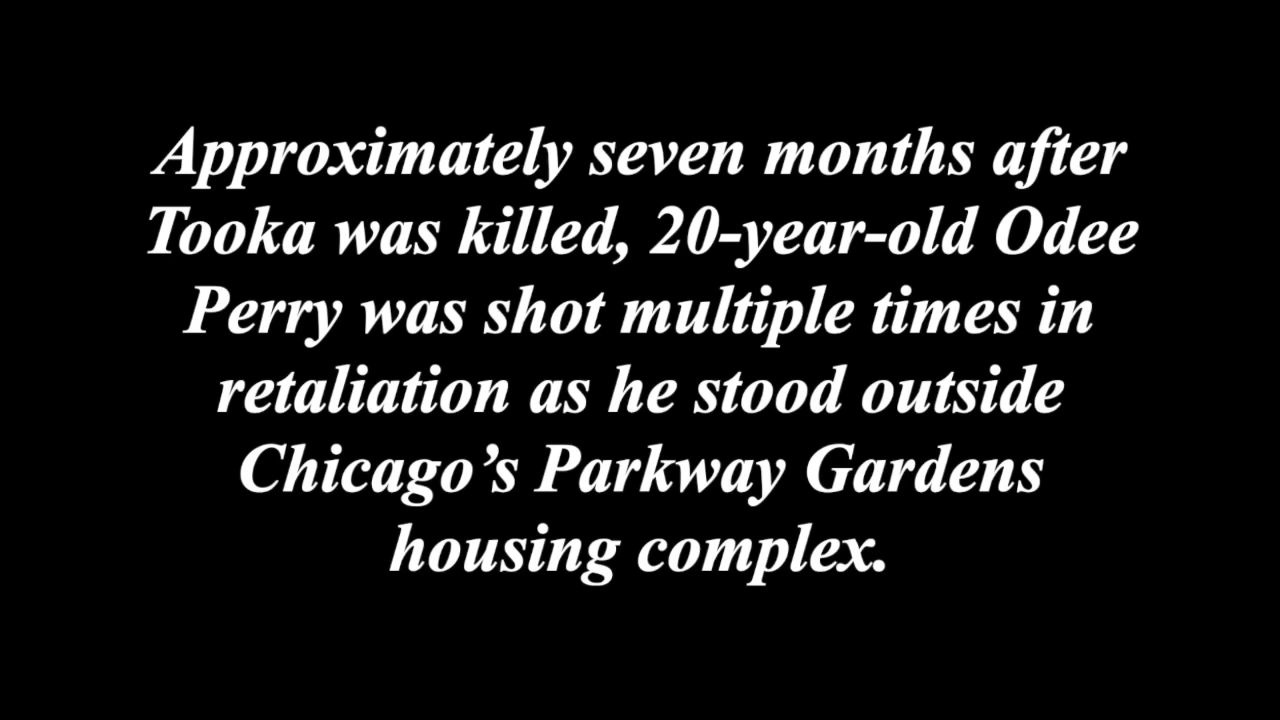 Approximately seven months after
Tooka was killed, 20-year-old Odee
Perry was shot multiple times in
retaliation as he stood outside
Chicago’s Parkway Gardens
housing complex.